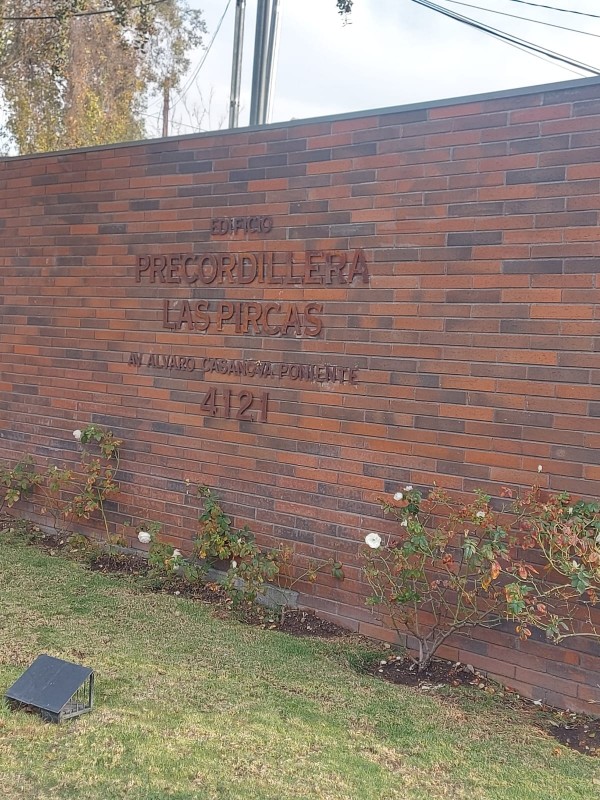 EDIFICIO
PRECORDILLERA
LAS PIRCAS
AV ALVARO CASANOVA PONIENTE
4121